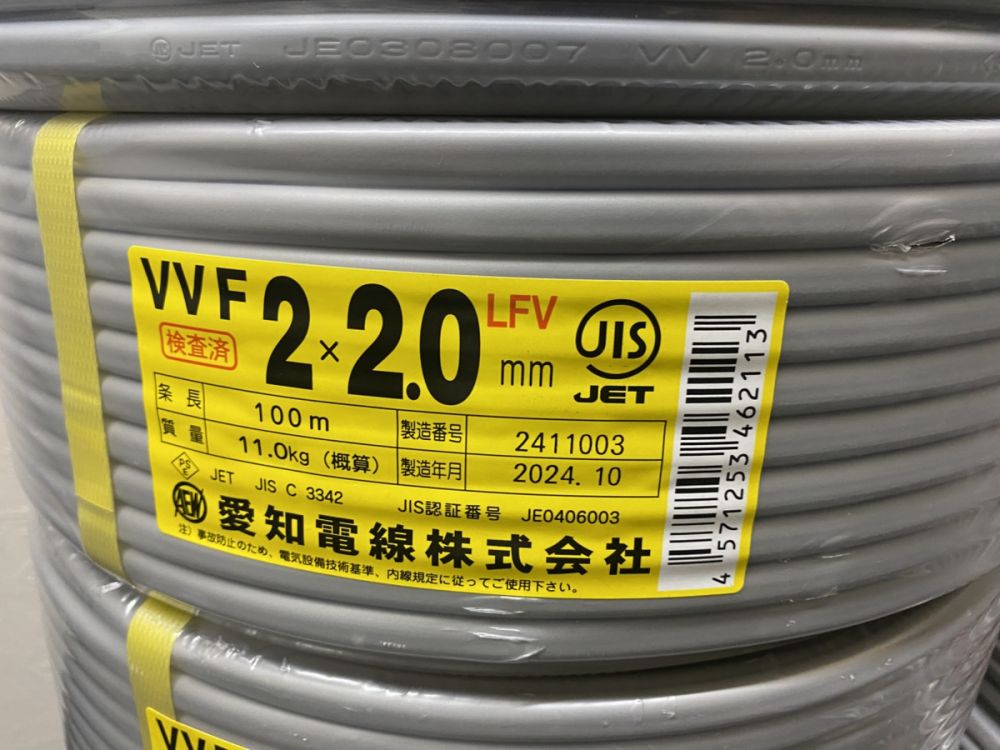 JET JE0308007 VV 2.0mm
VVF 2×2.0 mm LFV
JIS
JET
検査済
条長 100m 製造番号 2411003
質量 11.0kg (概算) 製造年月 2024.10
PS E JET JIS C 3342 JIS認証番号 JE0406003
AEW 愛知電線株式会社
注) 事故防止のため、電気設備技術基準、内線規定に従ってご使用下さい。
4571253462113
VVF